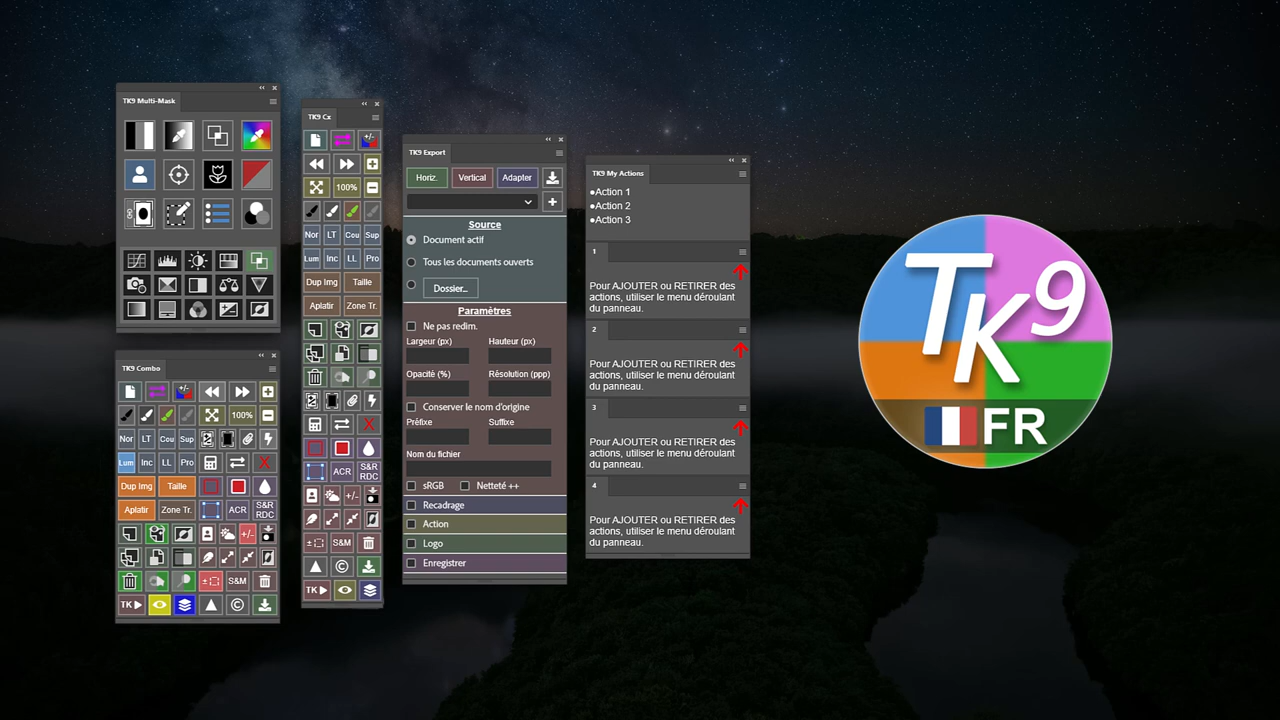 TK9 Multi-Mask
TK9 Combo
100%
Nor LT Cou Sup
Lum Inc LL Pro
Dup Img Taille
Aplatir Zone Tr.
ACR S&R
RDC
+/-
S&M
TK
TK9 Cx
+/-
100%
Nor LT Cou Sup
Lum Inc LL Pro
Dup Img Taille
Aplatir Zone Tr.
ACR S&R
RDC
+/-
S&M
TK
TK9 Export
Horiz. Vertical Adapter
Source
Document actif
Tous les documents ouverts
Dossier...
Paramètres
Ne pas redim.
Largeur (px) Hauteur (px)
Opacité (%) Résolution (ppp)
Conserver le nom d'origine
Préfixe Suffixe
Nom du fichier
sRGB Netteté ++
Recadrage
Action
Logo
Enregistrer
TK9 My Actions
●Action 1
●Action 2
●Action 3
1
Pour AJOUTER ou RETIRER des
actions, utiliser le menu déroulant
du panneau.
2
Pour AJOUTER ou RETIRER des
actions, utiliser le menu déroulant
du panneau.
3
Pour AJOUTER ou RETIRER des
actions, utiliser le menu déroulant
du panneau.
4
Pour AJOUTER ou RETIRER des
actions, utiliser le menu déroulant
du panneau.
TK9
FR